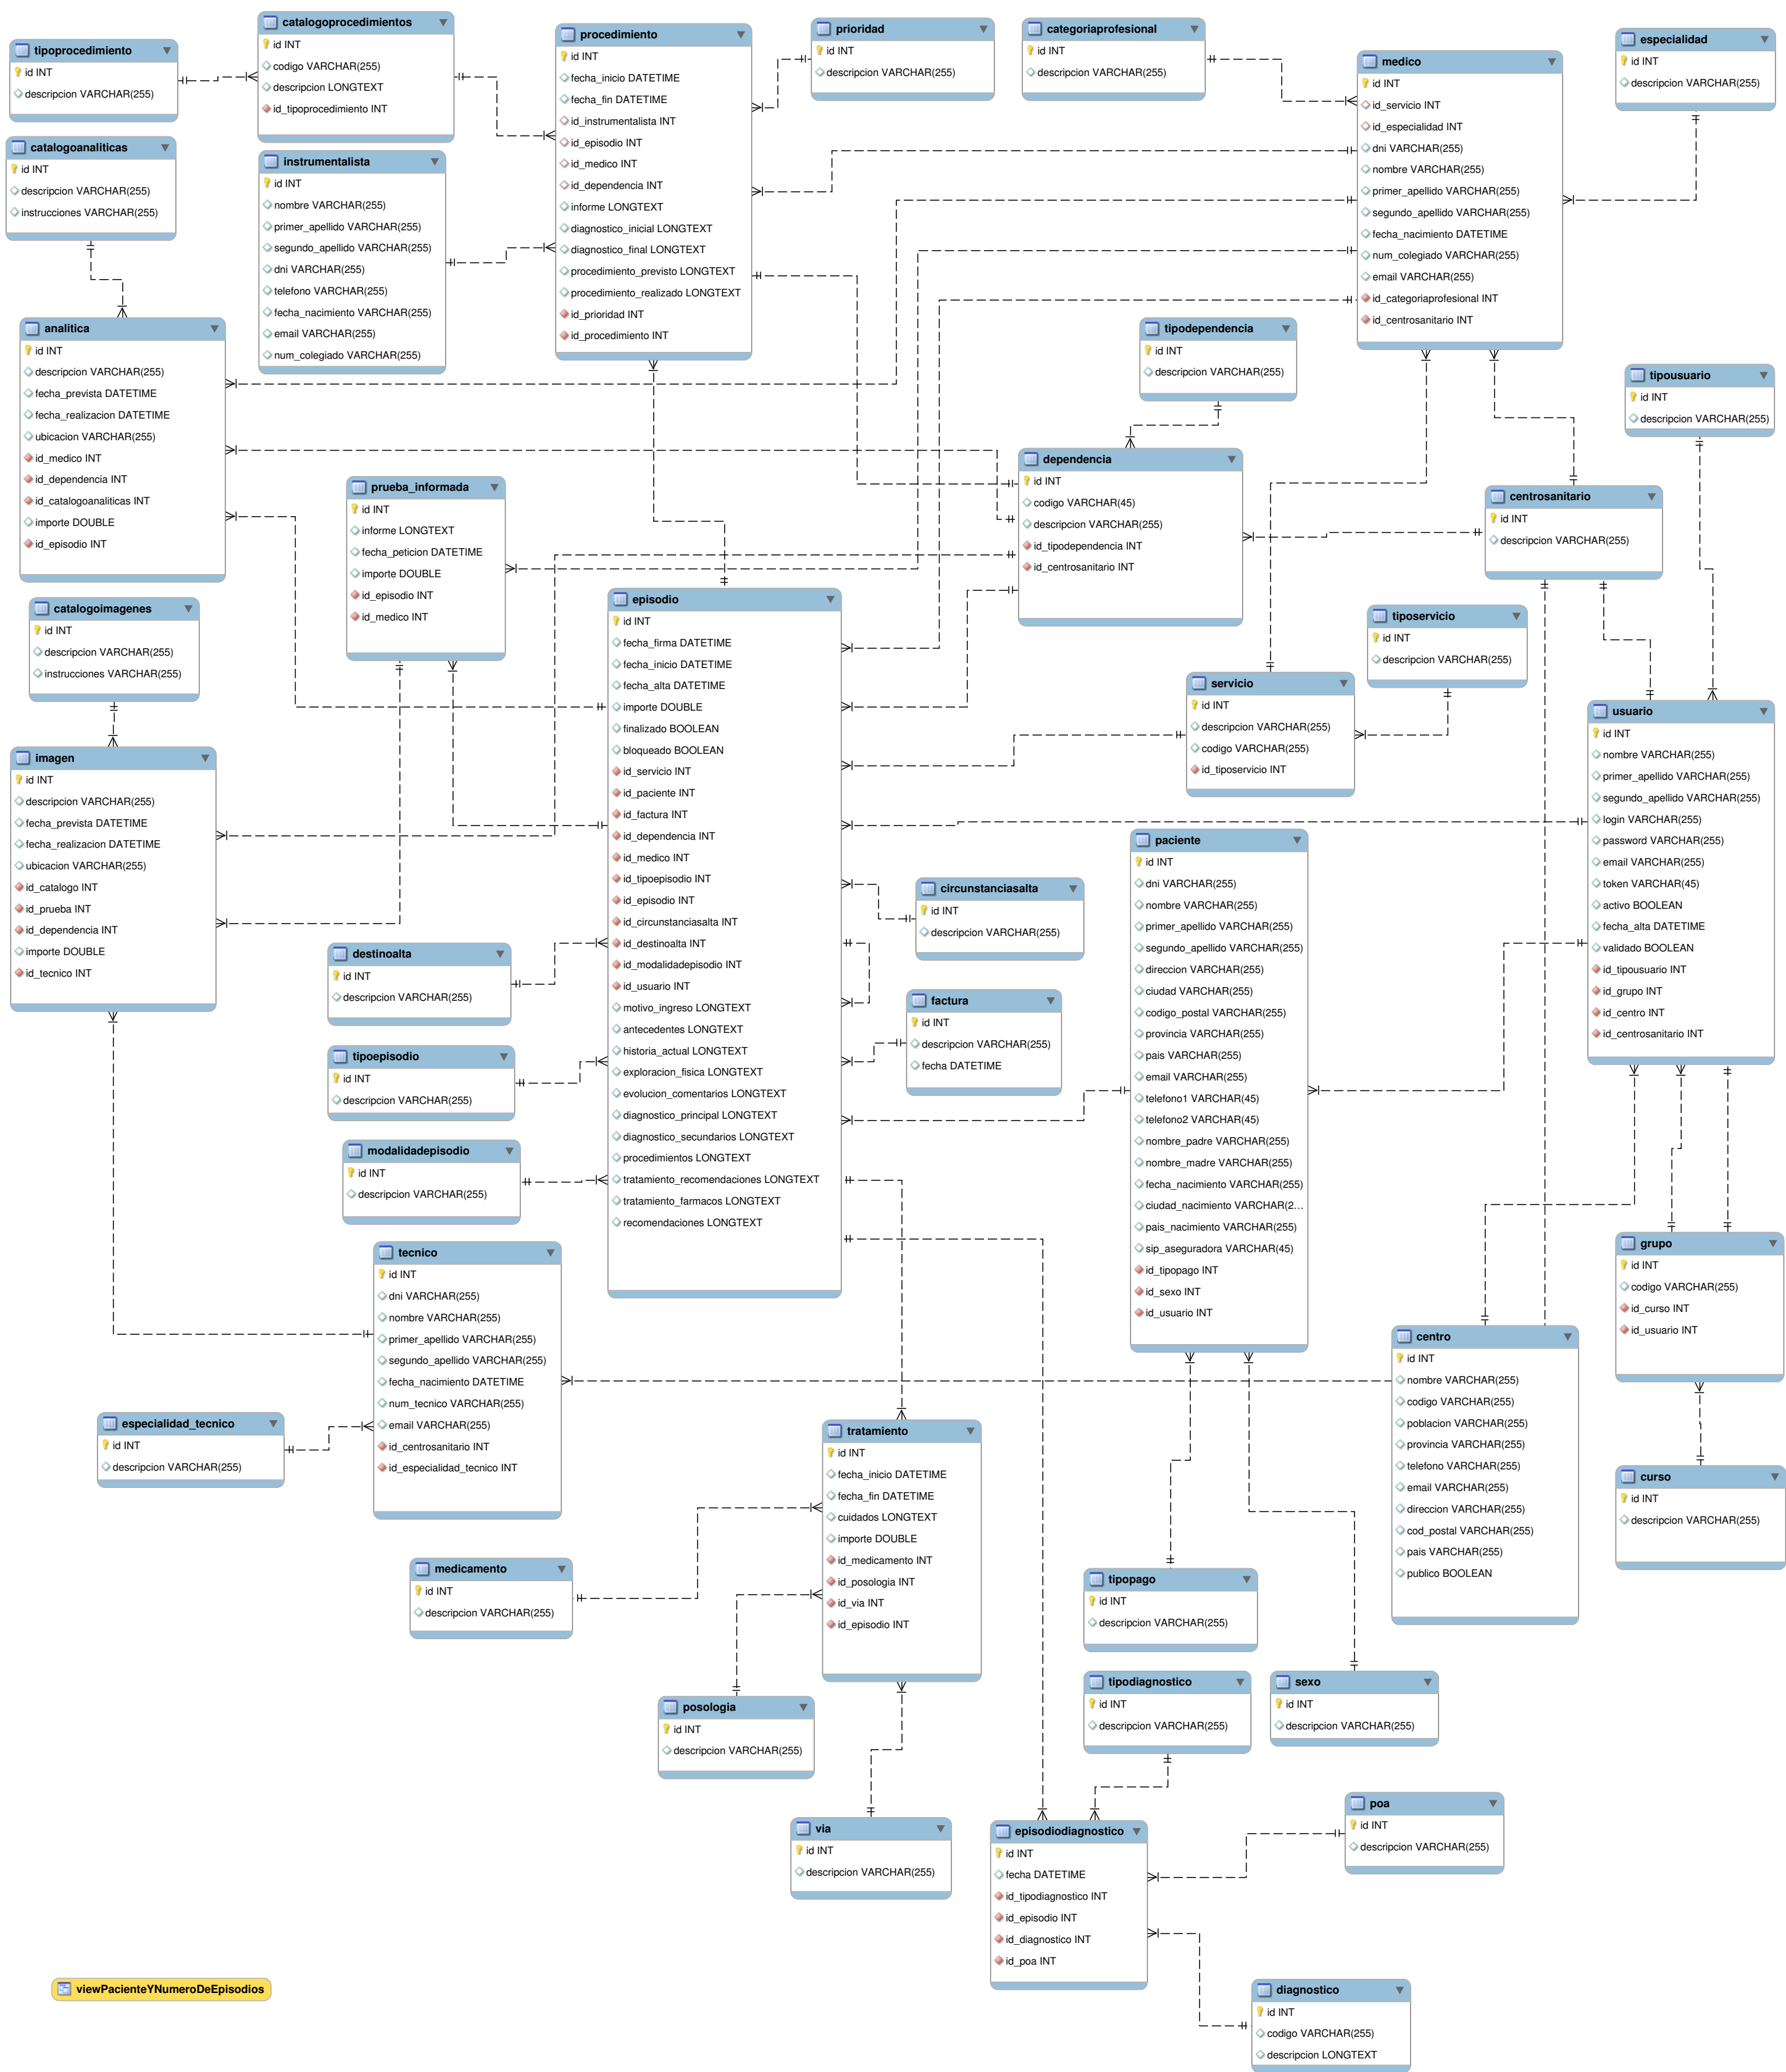 tipoprocedimiento
id INT
descripcion VARCHAR(255)
catalogoprocedimientos
id INT
codigo VARCHAR(255)
descripcion LONGTEXT
id_tipoprocedimiento INT
procedimiento
id INT
fecha_inicio DATETIME
fecha_fin DATETIME
id_instrumentalista INT
id_episodio INT
id_medico INT
id_dependencia INT
informe LONGTEXT
diagnostico_inicial LONGTEXT
diagnostico_final LONGTEXT
procedimiento_previsto LONGTEXT
procedimiento_realizado LONGTEXT
id_prioridad INT
id_procedimiento INT
prioridad
id INT
descripcion VARCHAR(255)
categoriaprofesional
id INT
descripcion VARCHAR(255)
medico
id INT
id_servicio INT
id_especialidad INT
dni VARCHAR(255)
nombre VARCHAR(255)
primer_apellido VARCHAR(255)
segundo_apellido VARCHAR(255)
fecha_nacimiento DATETIME
num_colegiado VARCHAR(255)
email VARCHAR(255)
id_categoriaprofesional INT
id_centrosanitario INT
especialidad
id INT
descripcion VARCHAR(255)
catalogoanaliticas
id INT
descripcion VARCHAR(255)
instrucciones VARCHAR(255)
instrumentalista
id INT
nombre VARCHAR(255)
primer_apellido VARCHAR(255)
segundo_apellido VARCHAR(255)
dni VARCHAR(255)
telefono VARCHAR(255)
fecha_nacimiento VARCHAR(255)
email VARCHAR(255)
num_colegiado VARCHAR(255)
analitica
id INT
descripcion VARCHAR(255)
fecha_prevista DATETIME
fecha_realizacion DATETIME
ubicacion VARCHAR(255)
id_medico INT
id_dependencia INT
id_catalogoanaliticas INT
importe DOUBLE
id_episodio INT
tipodependencia
id INT
descripcion VARCHAR(255)
tipousuario
id INT
descripcion VARCHAR(255)
dependencia
id INT
codigo VARCHAR(45)
descripcion VARCHAR(255)
id_tipodependencia INT
id_centrosanitario INT
prueba_informada
id INT
informe LONGTEXT
fecha_peticion DATETIME
importe DOUBLE
id_episodio INT
id_medico INT
centrosanitario
id INT
descripcion VARCHAR(255)
catalogoimagenes
id INT
descripcion VARCHAR(255)
instrucciones VARCHAR(255)
episodio
id INT
fecha_firma DATETIME
fecha_inicio DATETIME
fecha_alta DATETIME
importe DOUBLE
finalizado BOOLEAN
bloqueado BOOLEAN
id_servicio INT
id_paciente INT
id_factura INT
id_dependencia INT
id_medico INT
id_tipoepisodio INT
id_episodio INT
id_circunstanciasalta INT
id_destinoalta INT
id_modalidadepisodio INT
id_usuario INT
motivo_ingreso LONGTEXT
antecedentes LONGTEXT
historia_actual LONGTEXT
exploracion_fisica LONGTEXT
evolucion_comentarios LONGTEXT
diagnostico_principal LONGTEXT
diagnostico_secundarios LONGTEXT
procedimientos LONGTEXT
tratamiento_recomendaciones LONGTEXT
tratamiento_farmacos LONGTEXT
recomendaciones LONGTEXT
tiposervicio
id INT
descripcion VARCHAR(255)
servicio
id INT
descripcion VARCHAR(255)
codigo VARCHAR(255)
id_tiposervicio INT
usuario
id INT
nombre VARCHAR(255)
primer_apellido VARCHAR(255)
segundo_apellido VARCHAR(255)
login VARCHAR(255)
password VARCHAR(255)
email VARCHAR(255)
token VARCHAR(45)
activo BOOLEAN
fecha_alta DATETIME
validado BOOLEAN
id_tipousuario INT
id_grupo INT
id_centro INT
id_centrosanitario INT
imagen
id INT
descripcion VARCHAR(255)
fecha_prevista DATETIME
fecha_realizacion DATETIME
ubicacion VARCHAR(255)
id_catalogo INT
id_prueba INT
id_dependencia INT
importe DOUBLE
id_tecnico INT
paciente
id INT
dni VARCHAR(255)
nombre VARCHAR(255)
primer_apellido VARCHAR(255)
segundo_apellido VARCHAR(255)
direccion VARCHAR(255)
ciudad VARCHAR(255)
codigo_postal VARCHAR(255)
provincia VARCHAR(255)
pais VARCHAR(255)
email VARCHAR(255)
telefono1 VARCHAR(45)
telefono2 VARCHAR(45)
nombre_padre VARCHAR(255)
nombre_madre VARCHAR(255)
fecha_nacimiento VARCHAR(255)
ciudad_nacimiento VARCHAR(2...
pais_nacimiento VARCHAR(255)
sip_aseguradora VARCHAR(45)
id_tipopago INT
id_sexo INT
id_usuario INT
circunstanciasalta
id INT
descripcion VARCHAR(255)
destinoalta
id INT
descripcion VARCHAR(255)
factura
id INT
descripcion VARCHAR(255)
fecha DATETIME
tipoepisodio
id INT
descripcion VARCHAR(255)
modalidadepisodio
id INT
descripcion VARCHAR(255)
tecnico
id INT
dni VARCHAR(255)
nombre VARCHAR(255)
primer_apellido VARCHAR(255)
segundo_apellido VARCHAR(255)
fecha_nacimiento DATETIME
num_tecnico VARCHAR(255)
email VARCHAR(255)
id_centrosanitario INT
id_especialidad_tecnico INT
grupo
id INT
codigo VARCHAR(255)
id_curso INT
id_usuario INT
centro
id INT
nombre VARCHAR(255)
codigo VARCHAR(255)
poblacion VARCHAR(255)
provincia VARCHAR(255)
telefono VARCHAR(255)
email VARCHAR(255)
direccion VARCHAR(255)
cod_postal VARCHAR(255)
pais VARCHAR(255)
publico BOOLEAN
especialidad_tecnico
id INT
descripcion VARCHAR(255)
tratamiento
id INT
fecha_inicio DATETIME
fecha_fin DATETIME
cuidados LONGTEXT
importe DOUBLE
id_medicamento INT
id_posologia INT
id_via INT
id_episodio INT
curso
id INT
descripcion VARCHAR(255)
medicamento
id INT
descripcion VARCHAR(255)
tipopago
id INT
descripcion VARCHAR(255)
posologia
id INT
descripcion VARCHAR(255)
tipodiagnostico
id INT
descripcion VARCHAR(255)
sexo
id INT
descripcion VARCHAR(255)
via
id INT
descripcion VARCHAR(255)
episodiodiagnostico
id INT
fecha DATETIME
id_tipodiagnostico INT
id_episodio INT
id_diagnostico INT
id_poa INT
poa
id INT
descripcion VARCHAR(255)
viewPacienteYNumeroDeEpisodios
diagnostico
id INT
codigo VARCHAR(255)
descripcion LONGTEXT